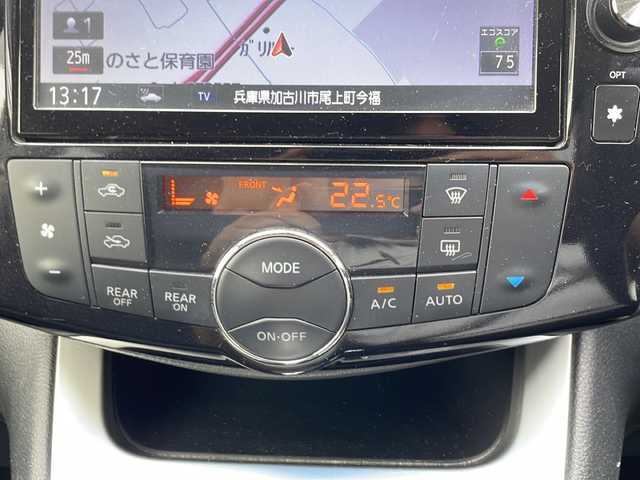 1
25m
のさと保育園
ガリ
エコスコア
75
13:17
TV
兵庫県加古川市尾上町今福
OPT
FRONT
22.5℃
MODE
REAR OFF
REAR ON
A/C
AUTO
ON·OFF